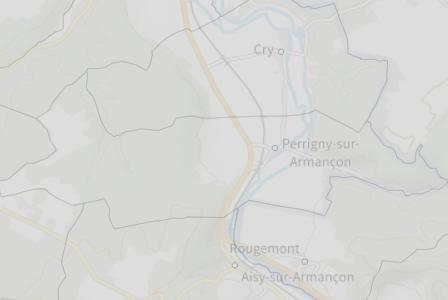 Cry
Perrigny-sur-
Armançon
Rougemont
Aisy-sur-Armançon